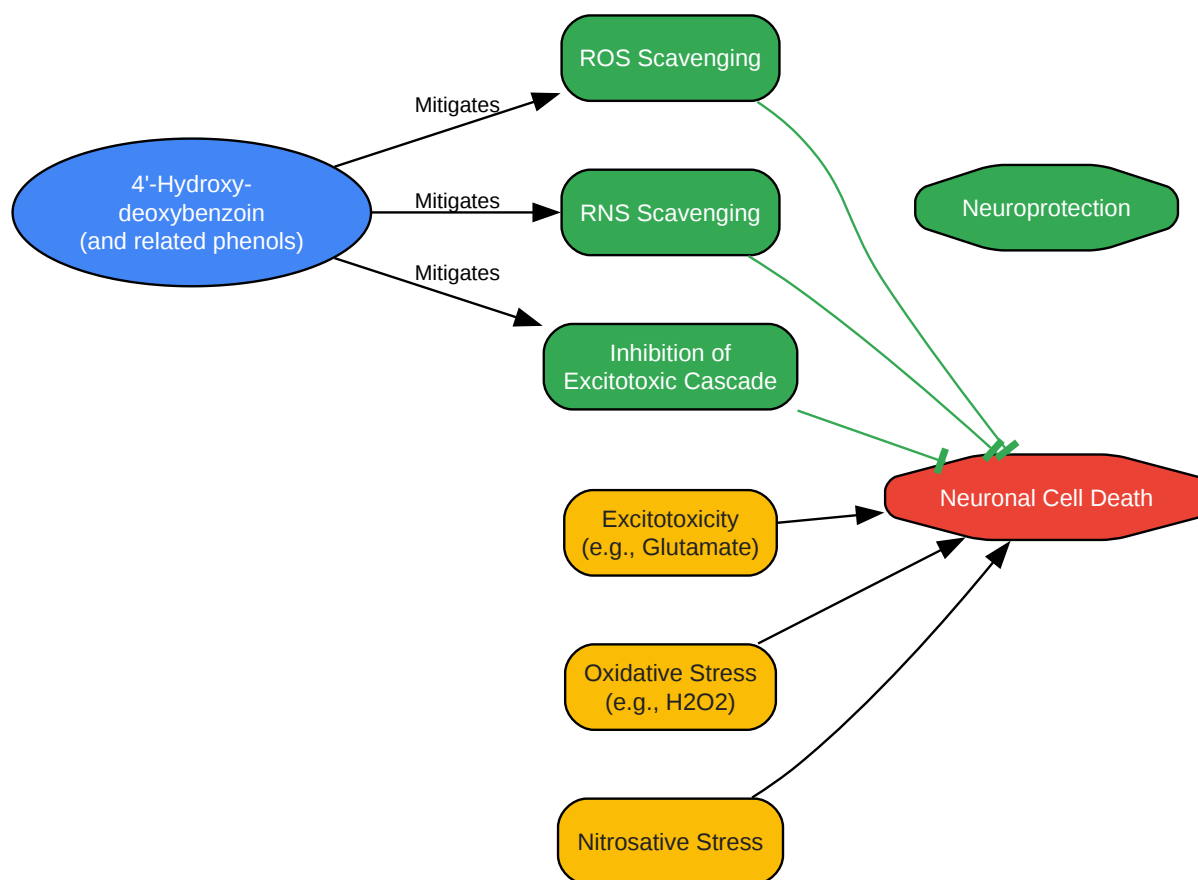 4'-Hydroxy-
deoxybenzoin
(and related phenols)
Mitigates
Mitigates
Mitigates
ROS Scavenging
RNS Scavenging
Inhibition of
Excitotoxic Cascade
Excitotoxicity
(e.g., Glutamate)
Oxidative Stress
(e.g., H2O2)
Nitrosative Stress
Neuroprotection
Neuronal Cell Death